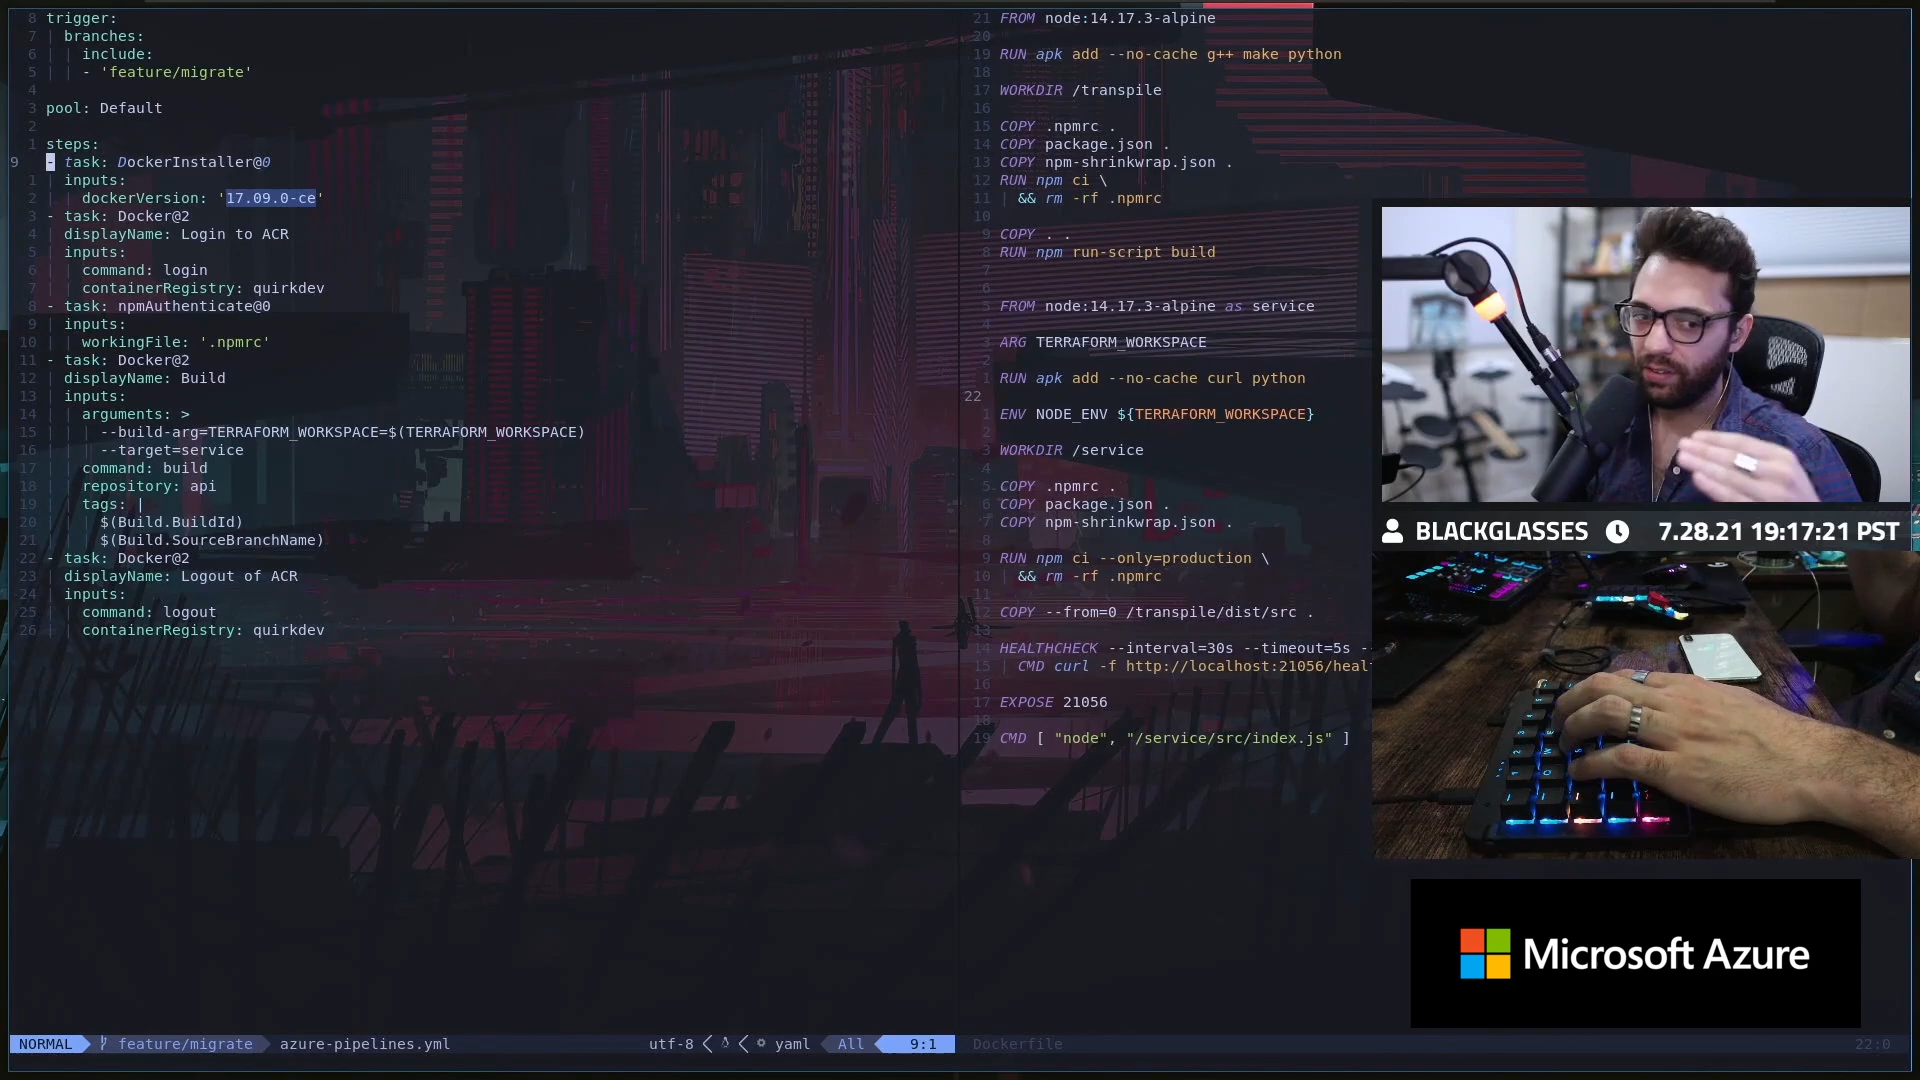 8 trigger:
7 branches:
6 include:
5 - 'feature/migrate'
4
3 pool: Default
2
1 steps:
9 - task: DockerInstaller@0
1 inputs:
2 dockerVersion: '17.09.0-ce'
3 - task: Docker@2
4 displayName: Login to ACR
5 inputs:
6 command: login
7 containerRegistry: quirkdev
8 - task: npmAuthenticate@0
9 inputs:
10 workingFile: '.npmrc'
11 - task: Docker@2
12 displayName: Build
13 inputs:
14 arguments: >
15 --build-arg=TERRAFORM_WORKSPACE=$(TERRAFORM_WORKSPACE)
16 --target=service
17 command: build
18 repository: api
19 tags: |
20 $(Build.BuildId)
21 $(Build.SourceBranchName)
22 - task: Docker@2
23 displayName: Logout of ACR
24 inputs:
25 command: logout
26 containerRegistry: quirkdev
NORMAL feature/migrate azure-pipelines.yml utf-8 yaml All 9:1
21 FROM node:14.17.3-alpine
20
19 RUN apk add --no-cache g++ make python
18
17 WORKDIR /transpile
16
15 COPY .npmrc .
14 COPY package.json .
13 COPY npm-shrinkwrap.json .
12 RUN npm ci \
11 && rm -rf .npmrc
10
9 COPY . .
8 RUN npm run-script build
7
6
5 FROM node:14.17.3-alpine as service
4
3 ARG TERRAFORM_WORKSPACE
2
1 RUN apk add --no-cache curl python
22
1 ENV NODE_ENV ${TERRAFORM_WORKSPACE}
2
3 WORKDIR /service
4
5 COPY .npmrc .
6 COPY package.json .
7 COPY npm-shrinkwrap.json .
8
9 RUN npm ci --only=production \
10 && rm -rf .npmrc
11
12 COPY --from=0 /transpile/dist/src .
13
14 HEALTHCHECK --interval=30s --timeout=5s -
15 CMD curl -f http://localhost:21056/heal
16
17 EXPOSE 21056
18
19 CMD [ "node", "/service/src/index.js" ]
Dockerfile 22:0
BLACKGLASSES 7.28.21 19:17:21 PST
Microsoft Azure